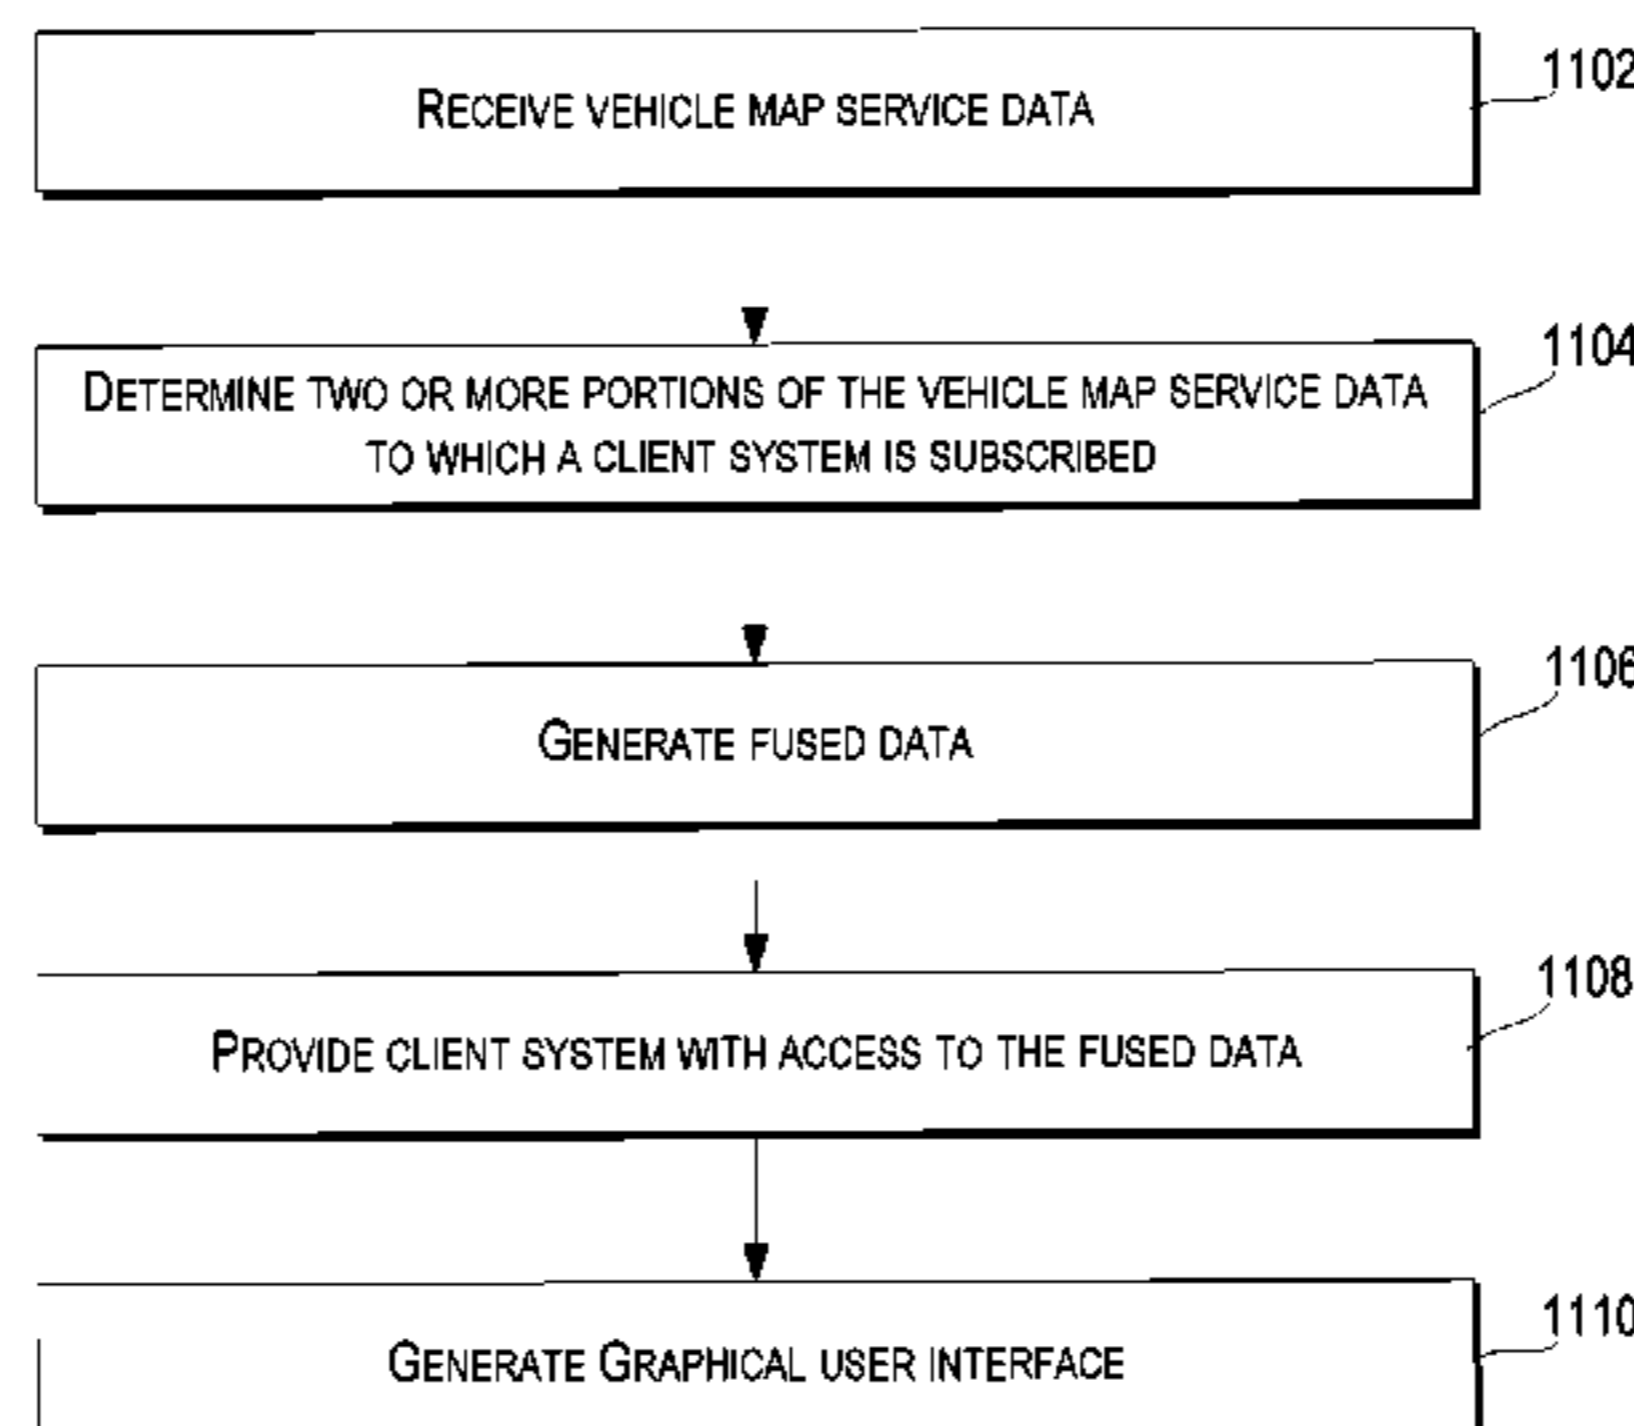 RECEIVE VEHICLE MAP SERVICE DATA
1102
DETERMINE TWO OR MORE PORTIONS OF THE VEHICLE MAP SERVICE DATA
TO WHICH A CLIENT SYSTEM IS SUBSCRIBED
1104
GENERATE FUSED DATA
1106
PROVIDE CLIENT SYSTEM WITH ACCESS TO THE FUSED DATA
1108
GENERATE GRAPHICAL USER INTERFACE
1110